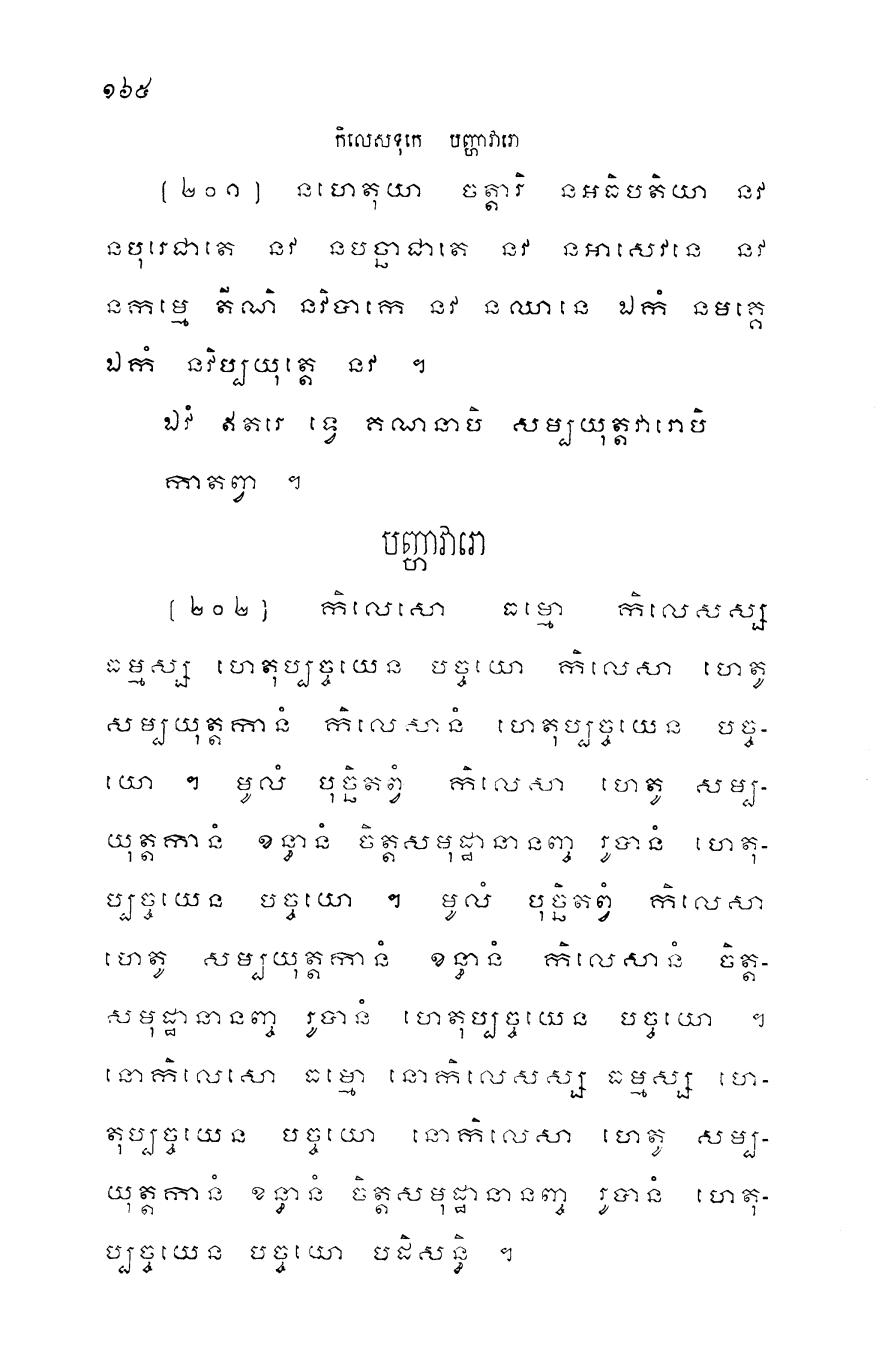 ១៦៥
កិលេសទុកេ បញ្ហាវារោ
[២០១] នហេតុយា ចត្តារិ នអធិបតិយា នវ
នបុរេជាតេ នវ នបច្ឆាជាតេ នវ នអាសេវនេ នវ
នកម្មេ តីណិ នវិបាកេ នវ នឈានេ ឯកំ នមគ្គេ
ឯកំ នវិប្បយុត្តេ នវ ។
ឯវំ ឥតរេ ទ្វេ គណនាបិ សម្បយុត្តវារោបិ
កាតព្វា ។
បញ្ហាវារោ
[២០២] កិលេសោ ធម្មោ កិលេសស្ស
ធម្មស្ស ហេតុប្បច្ចយេន បច្ចយោ កិលេសា ហេតូ
សម្បយុត្តកានំ កិលេសានំ ហេតុប្បច្ចយេន បច្ច-
យោ ។ មូលំ បុច្ឆិតព្វំ កិលេសា ហេតូ សម្ប-
យុត្តកានំ ខន្ធានំ ចិត្តសមុដ្ឋានានញ្ច រូបានំ ហេតុ-
ប្បច្ចយេន បច្ចយោ ។ មូលំ បុច្ឆិតព្វំ កិលេសា
ហេតូ សម្បយុត្តកានំ ខន្ធានំ កិលេសានំ ចិត្ត-
សមុដ្ឋានានញ្ច រូបានំ ហេតុប្បច្ចយេន បច្ចយោ ។
នោកិលេសោ ធម្មោ នោកិលេសស្ស ធម្មស្ស ហេ-
តុប្បច្ចយេន បច្ចយោ នោកិលេសា ហេតូ សម្ប-
យុត្តកានំ ខន្ធានំ ចិត្តសមុដ្ឋានានញ្ច រូបានំ ហេតុ-
ប្បច្ចយេន បច្ចយោ បដិសន្ធិ ។